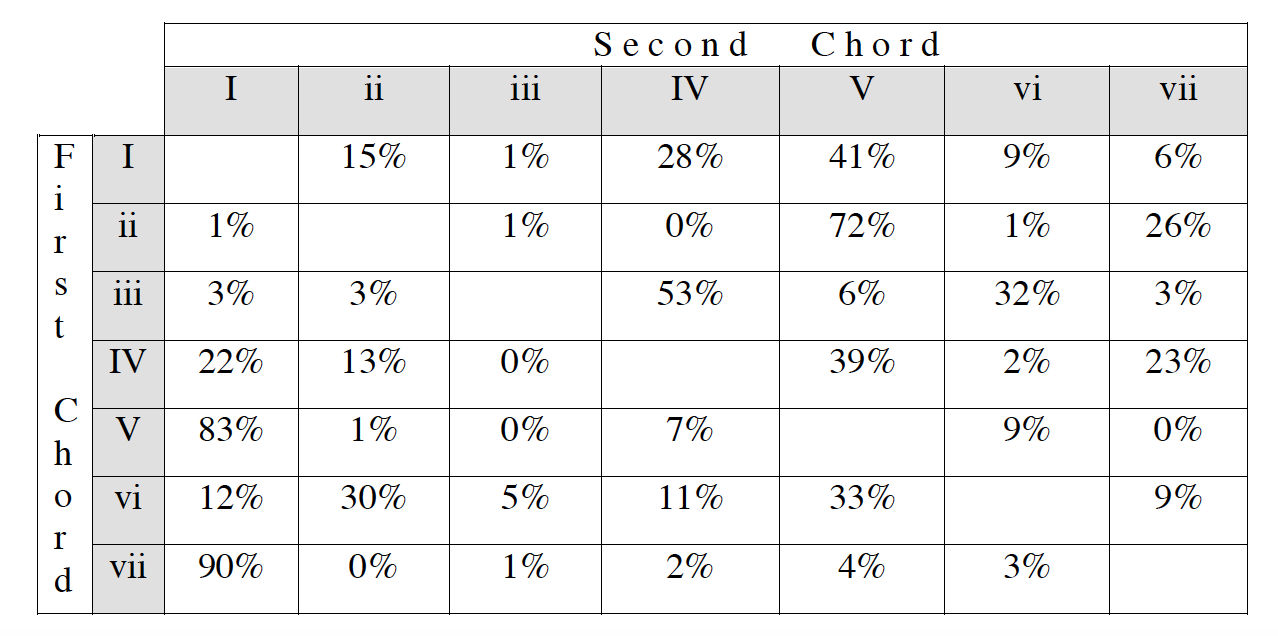 Second Chord
I ii iii IV V vi vii
First Chord
I 15% 1% 28% 41% 9% 6%
ii 1% 1% 0% 72% 1% 26%
iii 3% 3% 53% 6% 32% 3%
IV 22% 13% 0% 39% 2% 23%
V 83% 1% 0% 7% 9% 0%
vi 12% 30% 5% 11% 33% 9%
vii 90% 0% 1% 2% 4% 3%